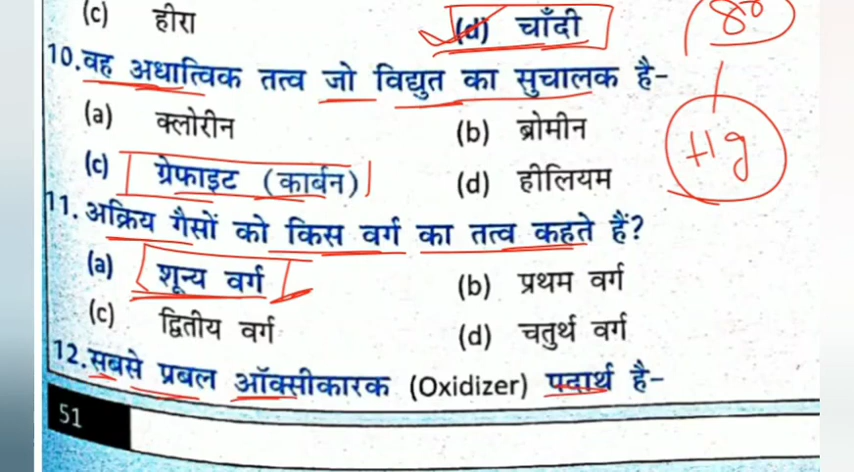 (c) हीरा (d) चाँदी
80
10. वह अधात्विक तत्व जो विद्युत का सुचालक है-
(a) क्लोरीन (b) ब्रोमीन
Hg
(c) ग्रेफाइट (कार्बन) (d) हीलियम
11. अक्रिय गैसों को किस वर्ग का तत्व कहते हैं?
(a) शून्य वर्ग (b) प्रथम वर्ग
(c) द्वितीय वर्ग (d) चतुर्थ वर्ग
12. सबसे प्रबल ऑक्सीकारक (Oxidizer) पदार्थ है-
51